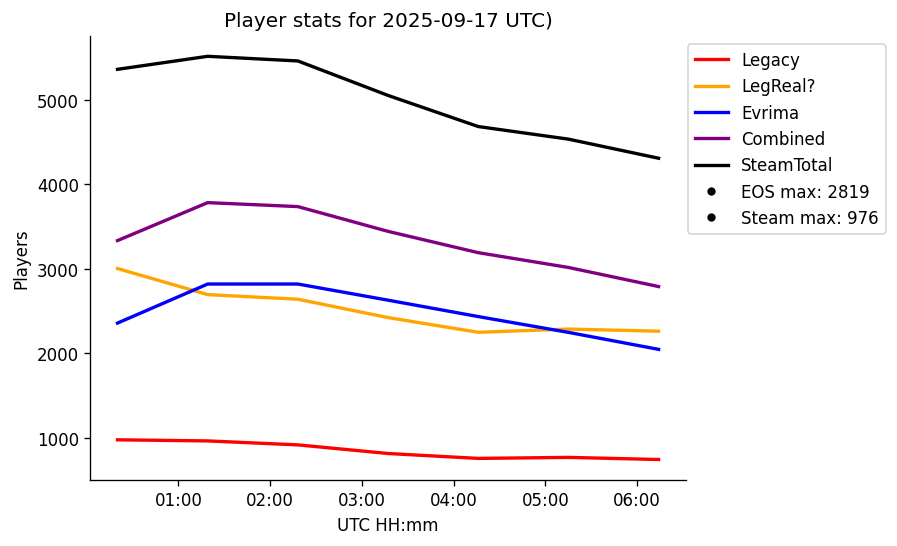 Player stats for 2025-09-17 UTC)
Legacy
LegReal?
Evrima
Combined
SteamTotal
EOS max: 2819
Steam max: 976
Players
5000
4000
3000
2000
1000
01:00 02:00 03:00 04:00 05:00 06:00
UTC HH:mm